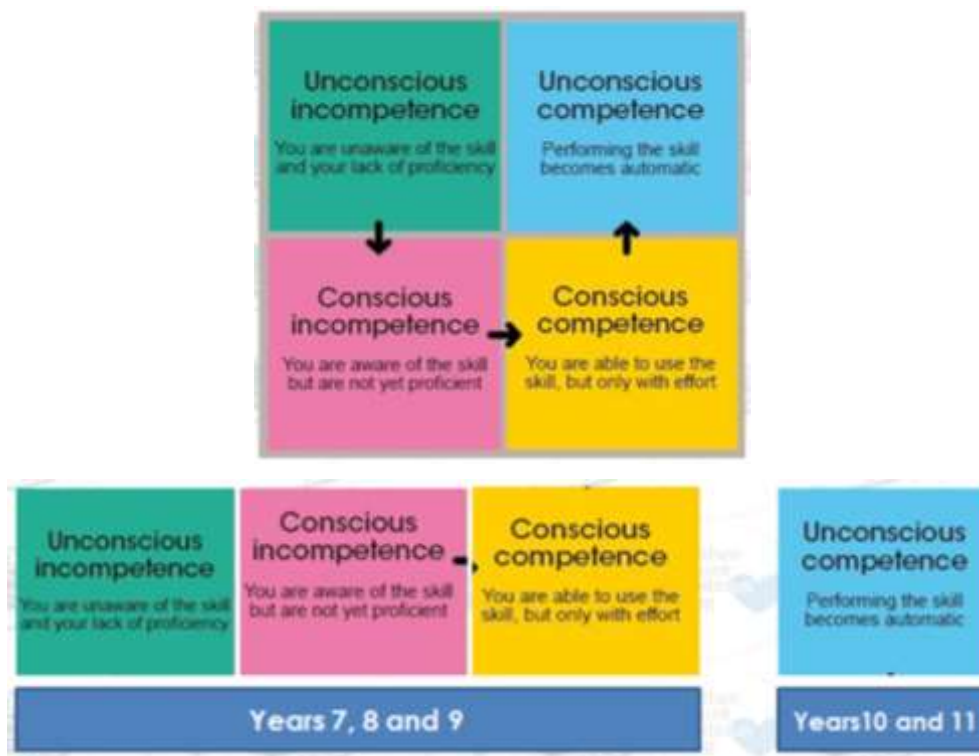 Unconscious
incompetence
You are unaware of the skill
and your lack of proficiency
Unconscious
competence
Performing the skill
becomes automatic
Conscious
incompetence
You are aware of the skill
but are not yet proficient
Conscious
competence
You are able to use the
skill, but only with effort
Unconscious
incompetence
You are unaware of the skill
and your lack of proficiency
Conscious
incompetence
You are aware of the skill
but are not yet proficient
Conscious
competence
You are able to use the
skill, but only with effort
Unconscious
competence
Performing the skill
becomes automatic
Years 7, 8 and 9
Years10 and 11